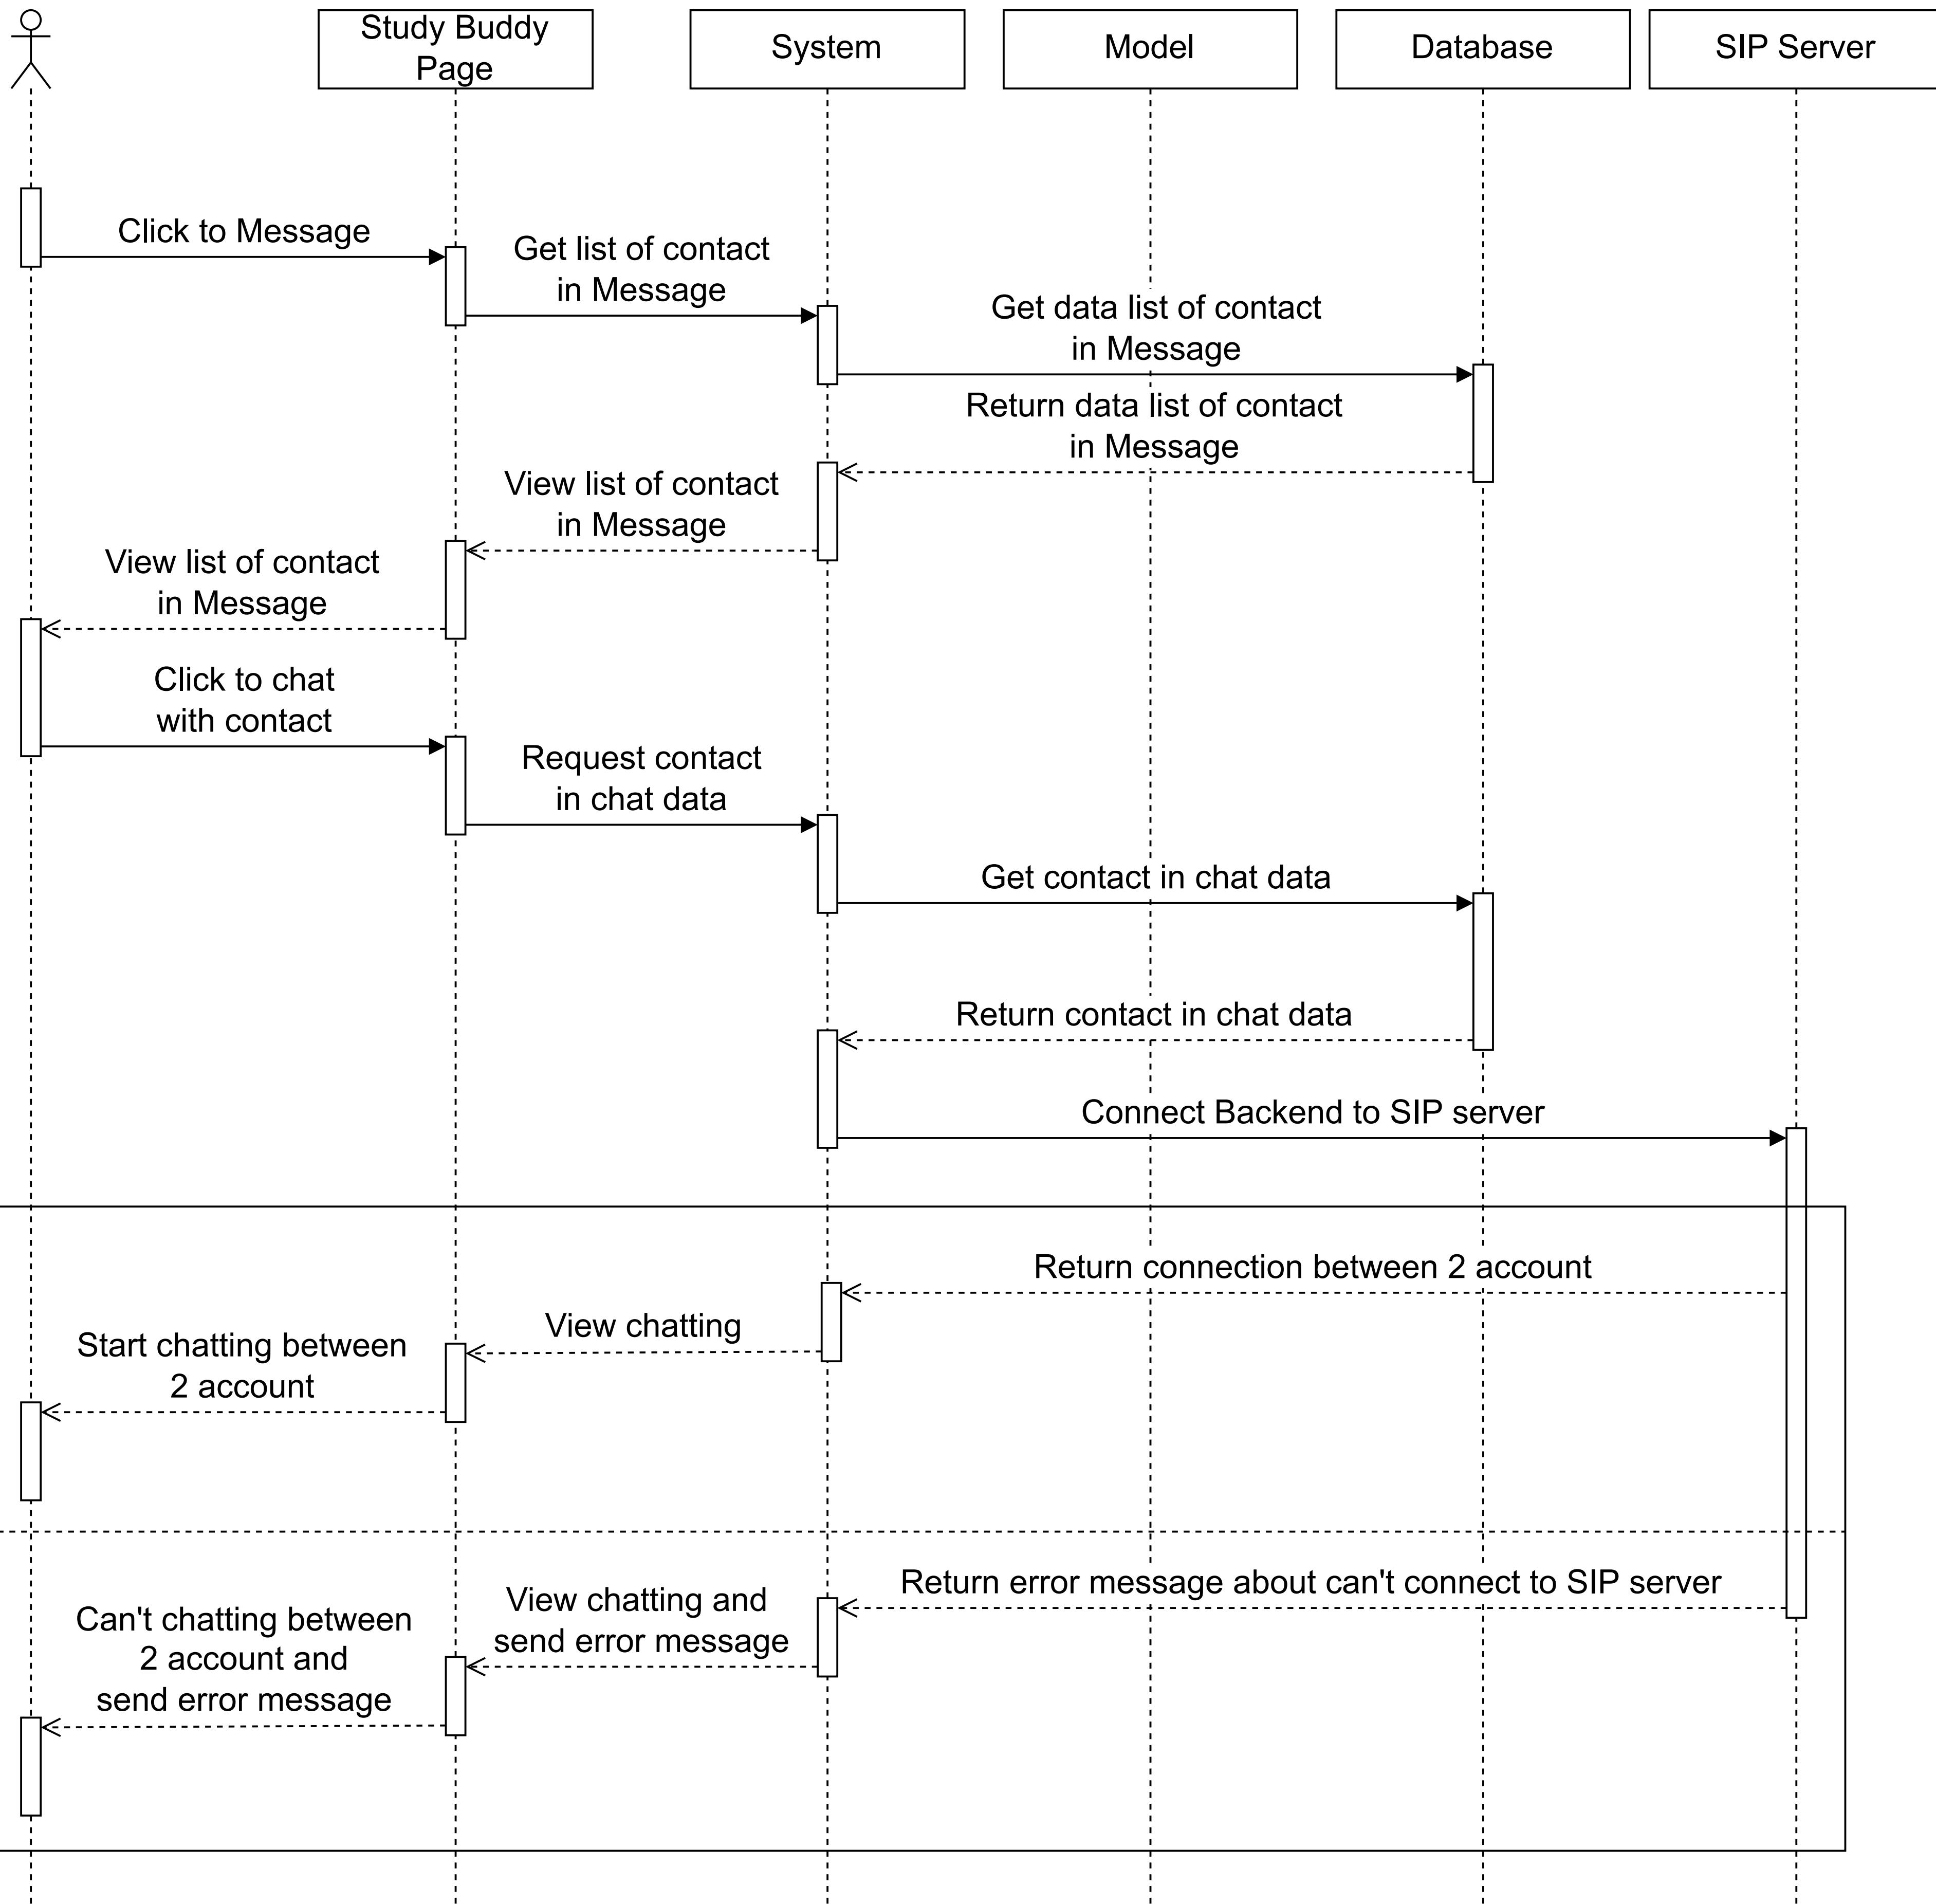 Study Buddy
Page
System
Model
Database
SIP Server
Click to Message
Get list of contact
in Message
Get data list of contact
in Message
Return data list of contact
in Message
View list of contact
in Message
View list of contact
in Message
Click to chat
with contact
Request contact
in chat data
Get contact in chat data
Return contact in chat data
Connect Backend to SIP server
Return connection between 2 account
View chatting
Start chatting between
2 account
Return error message about can't connect to SIP server
View chatting and
send error message
Can't chatting between
2 account and
send error message